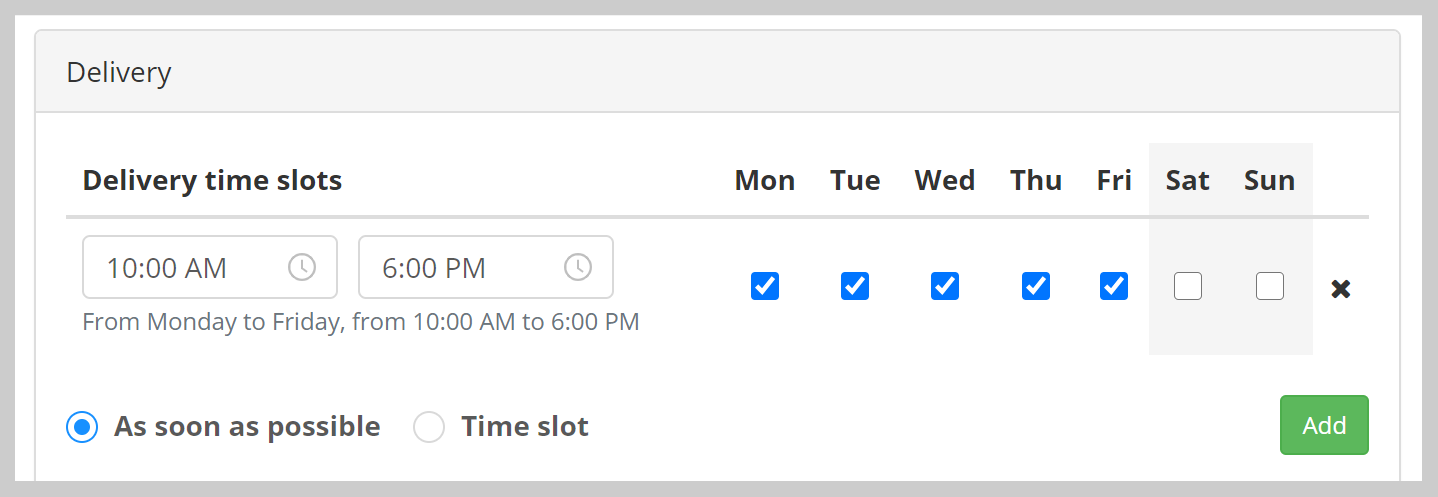 Delivery
Delivery time slots Mon Tue Wed Thu Fri Sat Sun
10:00 AM 6:00 PM
From Monday to Friday, from 10:00 AM to 6:00 PM
As soon as possible Time slot Add